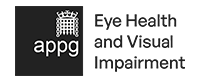 appg
Eye Health
and Visual
Impairment